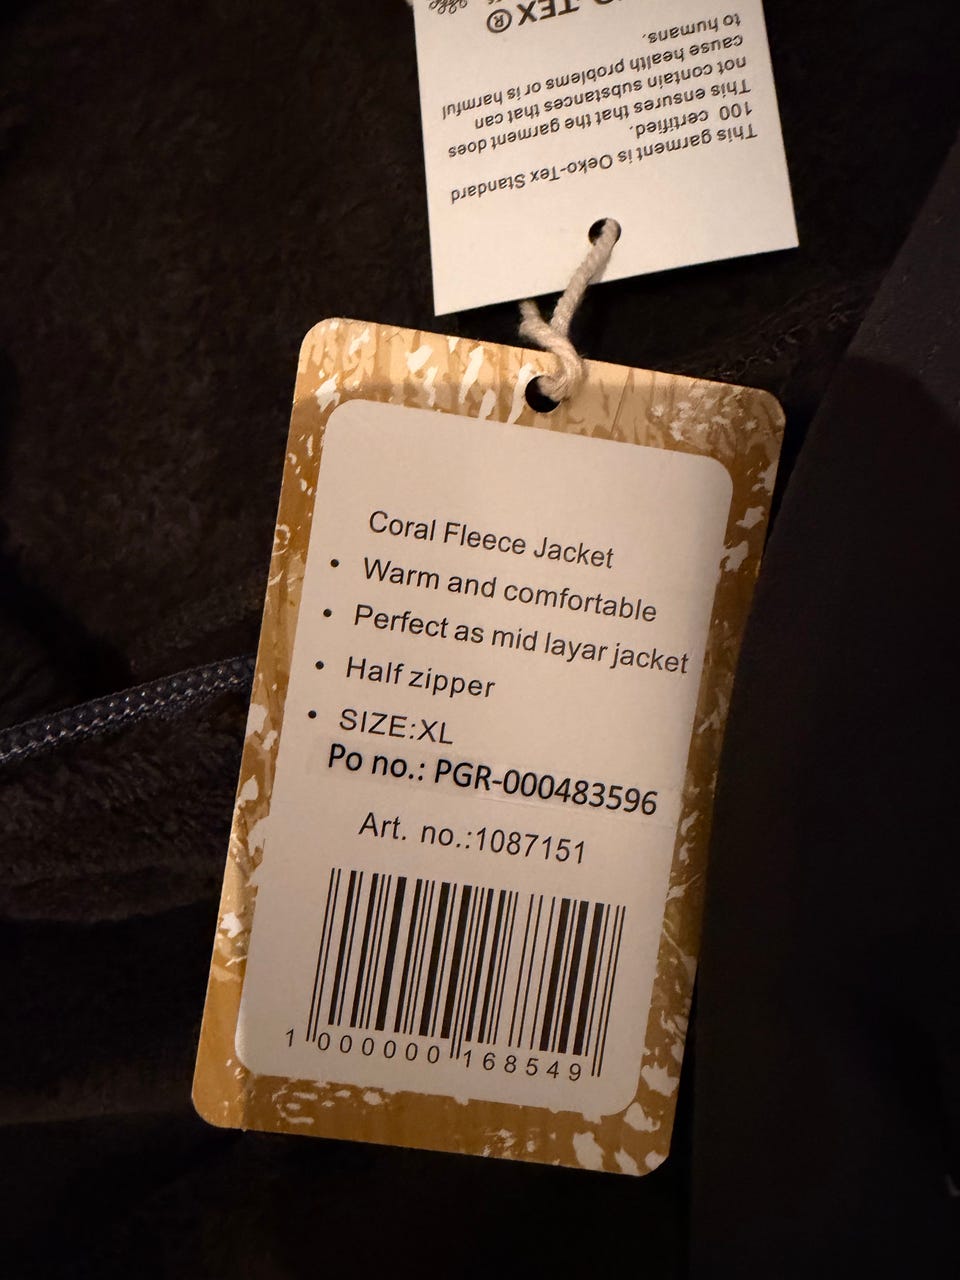 This garment is Oeko-Tex Standard
100 certified.
This ensures that the garment does
not contain substances that can
cause health problems or is harmful
to humans.
-TEX®
Coral Fleece Jacket
• Warm and comfortable
• Perfect as mid layar jacket
• Half zipper
• SIZE:XL
Po no.: PGR-000483596
Art. no.:1087151
1 000000 168549